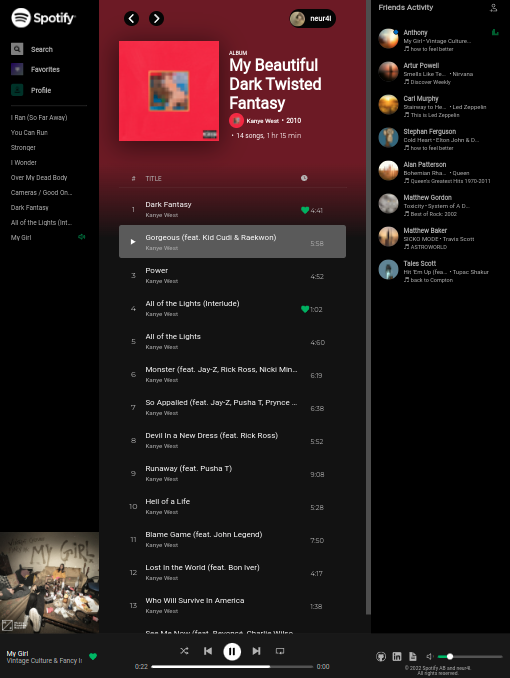 Spotify
Search
Favorites
Profile
I Ran (So Far Away)
You Can Run
Stronger
I Wonder
Over My Dead Body
Cameras / Good On...
Dark Fantasy
All of the Lights (Int...
My Girl
MY GIRL
My Girl
Vintage Culture & Fancy I
neur4l
ALBUM
My Beautiful
Dark Twisted
Fantasy
Kanye West • 2010
• 14 songs, 1 hr 15 min
# TITLE
1 Dark Fantasy 4:41
Kanye West
Gorgeous (feat. Kid Cudi & Raekwon) 5:58
Kanye West
3 Power 4:52
Kanye West
4 All of the Lights (Interlude) 1:02
Kanye West
5 All of the Lights 4:60
Kanye West
6 Monster (feat. Jay-Z, Rick Ross, Nicki Min... 6:19
Kanye West
7 So Appalled (feat. Jay-Z, Pusha T, Prynce ... 6:38
Kanye West
8 Devil In a New Dress (feat. Rick Ross) 5:52
Kanye West
9 Runaway (feat. Pusha T) 9:08
Kanye West
10 Hell of a Life 5:28
Kanye West
11 Blame Game (feat. John Legend) 7:50
Kanye West
12 Lost in the World (feat. Bon Iver) 4:17
Kanye West
13 Who Will Survive In America 1:38
Kanye West
See Me Now (feat. Beyoncé, Charlie Wilso
0:22 0:00
Friends Activity
Anthony
My Girl • Vintage Culture...
how to feel better
Artur Powell
Smells Like Te... • Nirvana
Discover Weekly
Carl Murphy
Stairway to He... • Led Zeppelin
This is Led Zeppelin
Stephan Ferguson
Cold Heart • Elton John & D...
how to feel better
Alan Patterson
Bohemian Rha... • Queen
Queen's Greatest Hits 1970-2011
Matthew Gordon
Toxicity • System of A D...
Best of Rock: 2002
Matthew Baker
SICKO MODE • Travis Scott
ASTROWORLD
Tales Scott
Hit 'Em Up (fea... • Tupac Shakur
back to Compton
© 2022 Spotify AB and neur4l.
All rights reserved